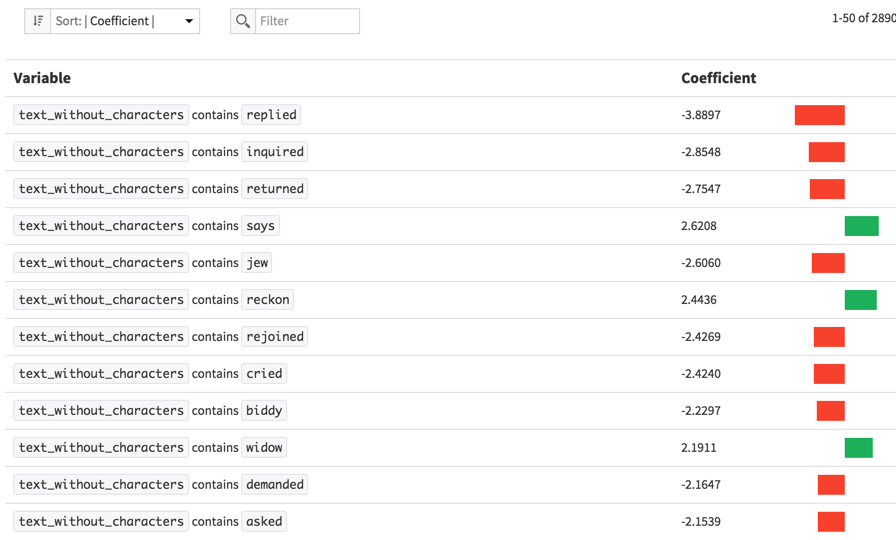 Sort: | Coefficient | Filter 1-50 of 2890
Variable Coefficient
text_without_characters contains replied -3.8897
text_without_characters contains inquired -2.8548
text_without_characters contains returned -2.7547
text_without_characters contains says 2.6208
text_without_characters contains jew -2.6060
text_without_characters contains reckon 2.4436
text_without_characters contains rejoined -2.4269
text_without_characters contains cried -2.4240
text_without_characters contains biddy -2.2297
text_without_characters contains widow 2.1911
text_without_characters contains demanded -2.1647
text_without_characters contains asked -2.1539